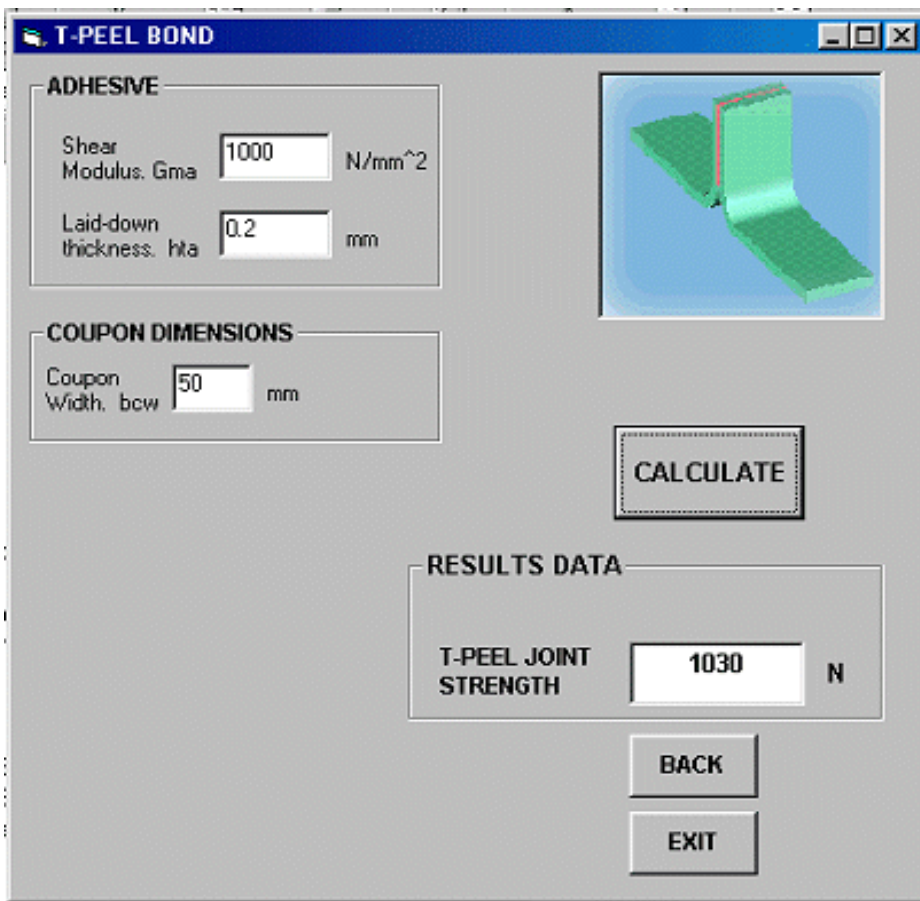 T-PEEL BOND
ADHESIVE
Shear
Modulus. Gma
1000
N/mm^2
Laid-down
thickness. hta
0.2
mm
COUPON DIMENSIONS
Coupon
Width. bcw
50
mm
CALCULATE
RESULTS DATA
T-PEEL JOINT
STRENGTH
1030
N
BACK
EXIT